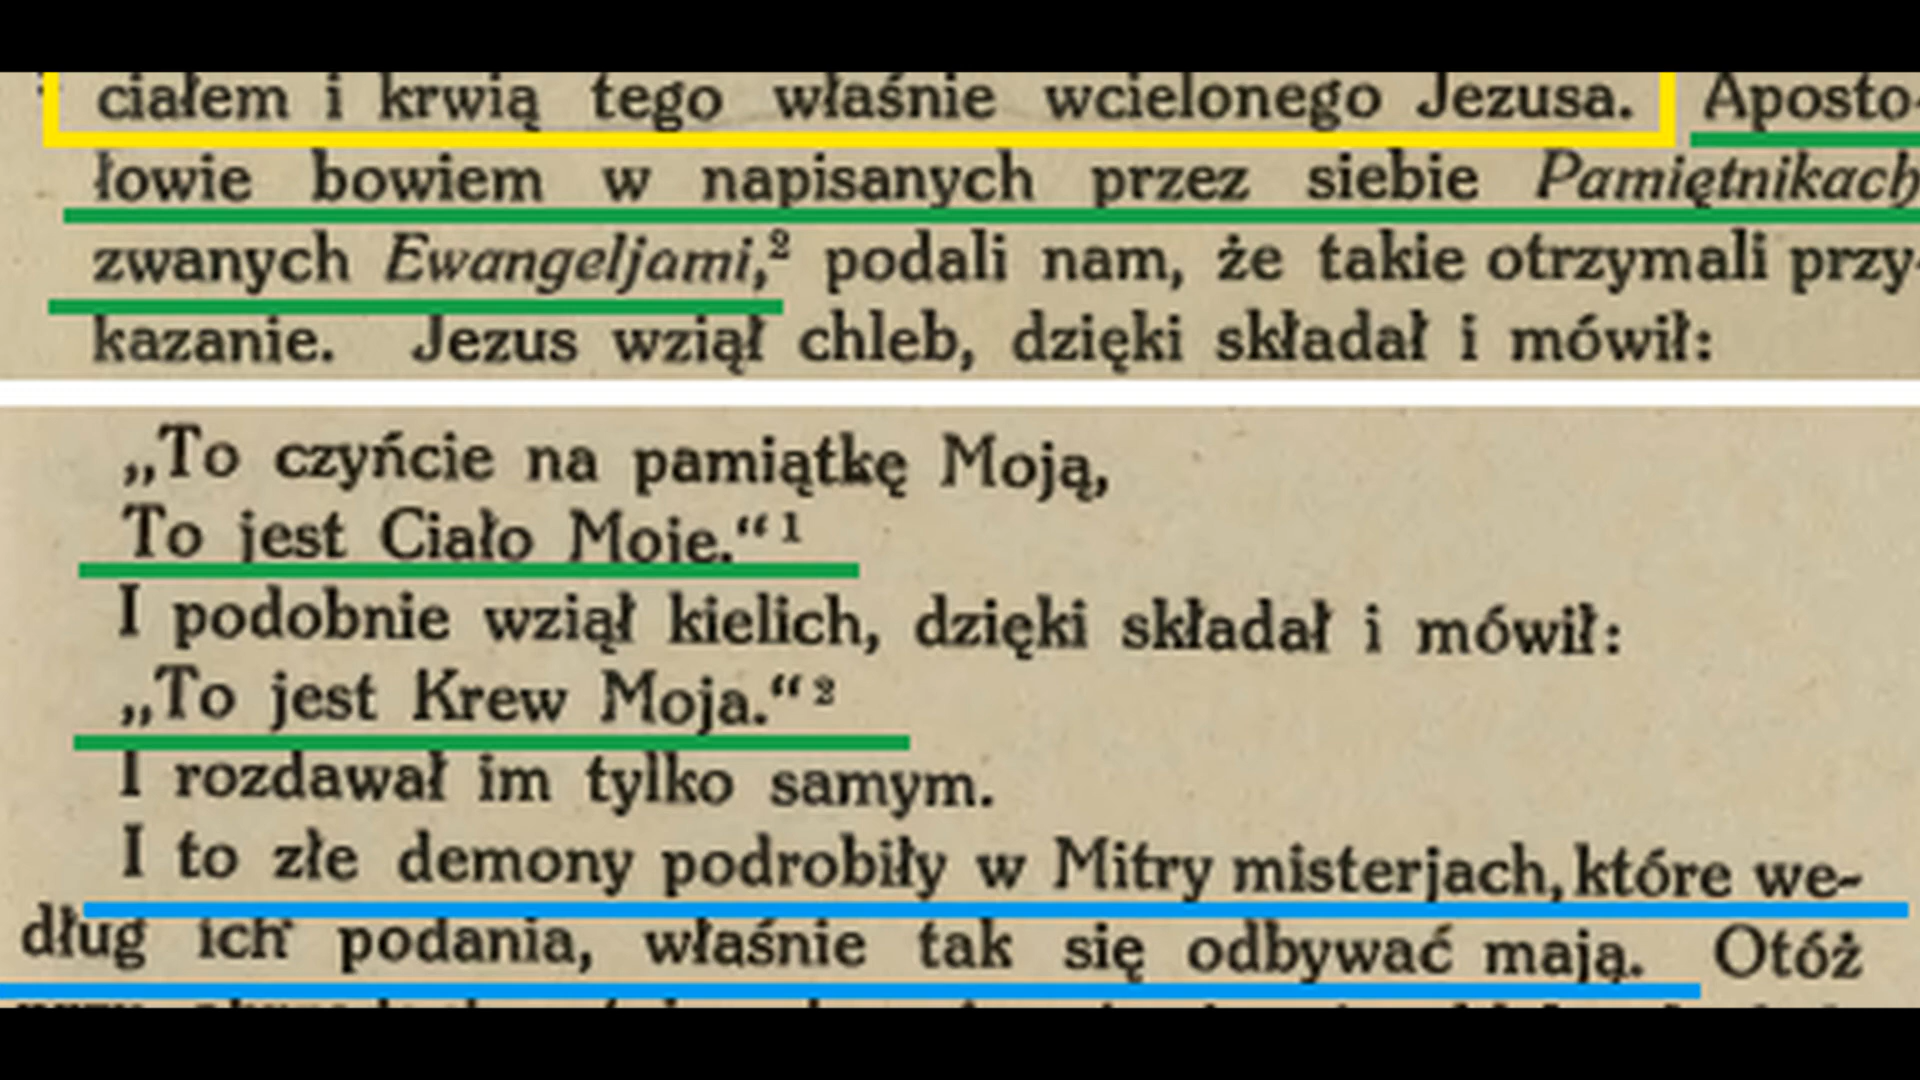 ciałem i krwią tego właśnie wcielonego Jezusa. Aposto-
łowie bowiem w napisanych przez siebie Pamiętnikach
zwanych Ewangeljami,² podali nam, że takie otrzymali przy-
kazanie. Jezus wziął chleb, dzięki składał i mówił:
„To czyńcie na pamiątkę Moją,
To jest Ciało Moje.“¹
I podobnie wziął kielich, dzięki składał i mówił:
„To jest Krew Moja.“²
I rozdawał im tylko samym.
I to złe demony podrobiły w Mitry misterjach, które we-
dług ich podania, właśnie tak się odbywać mają. Otóż